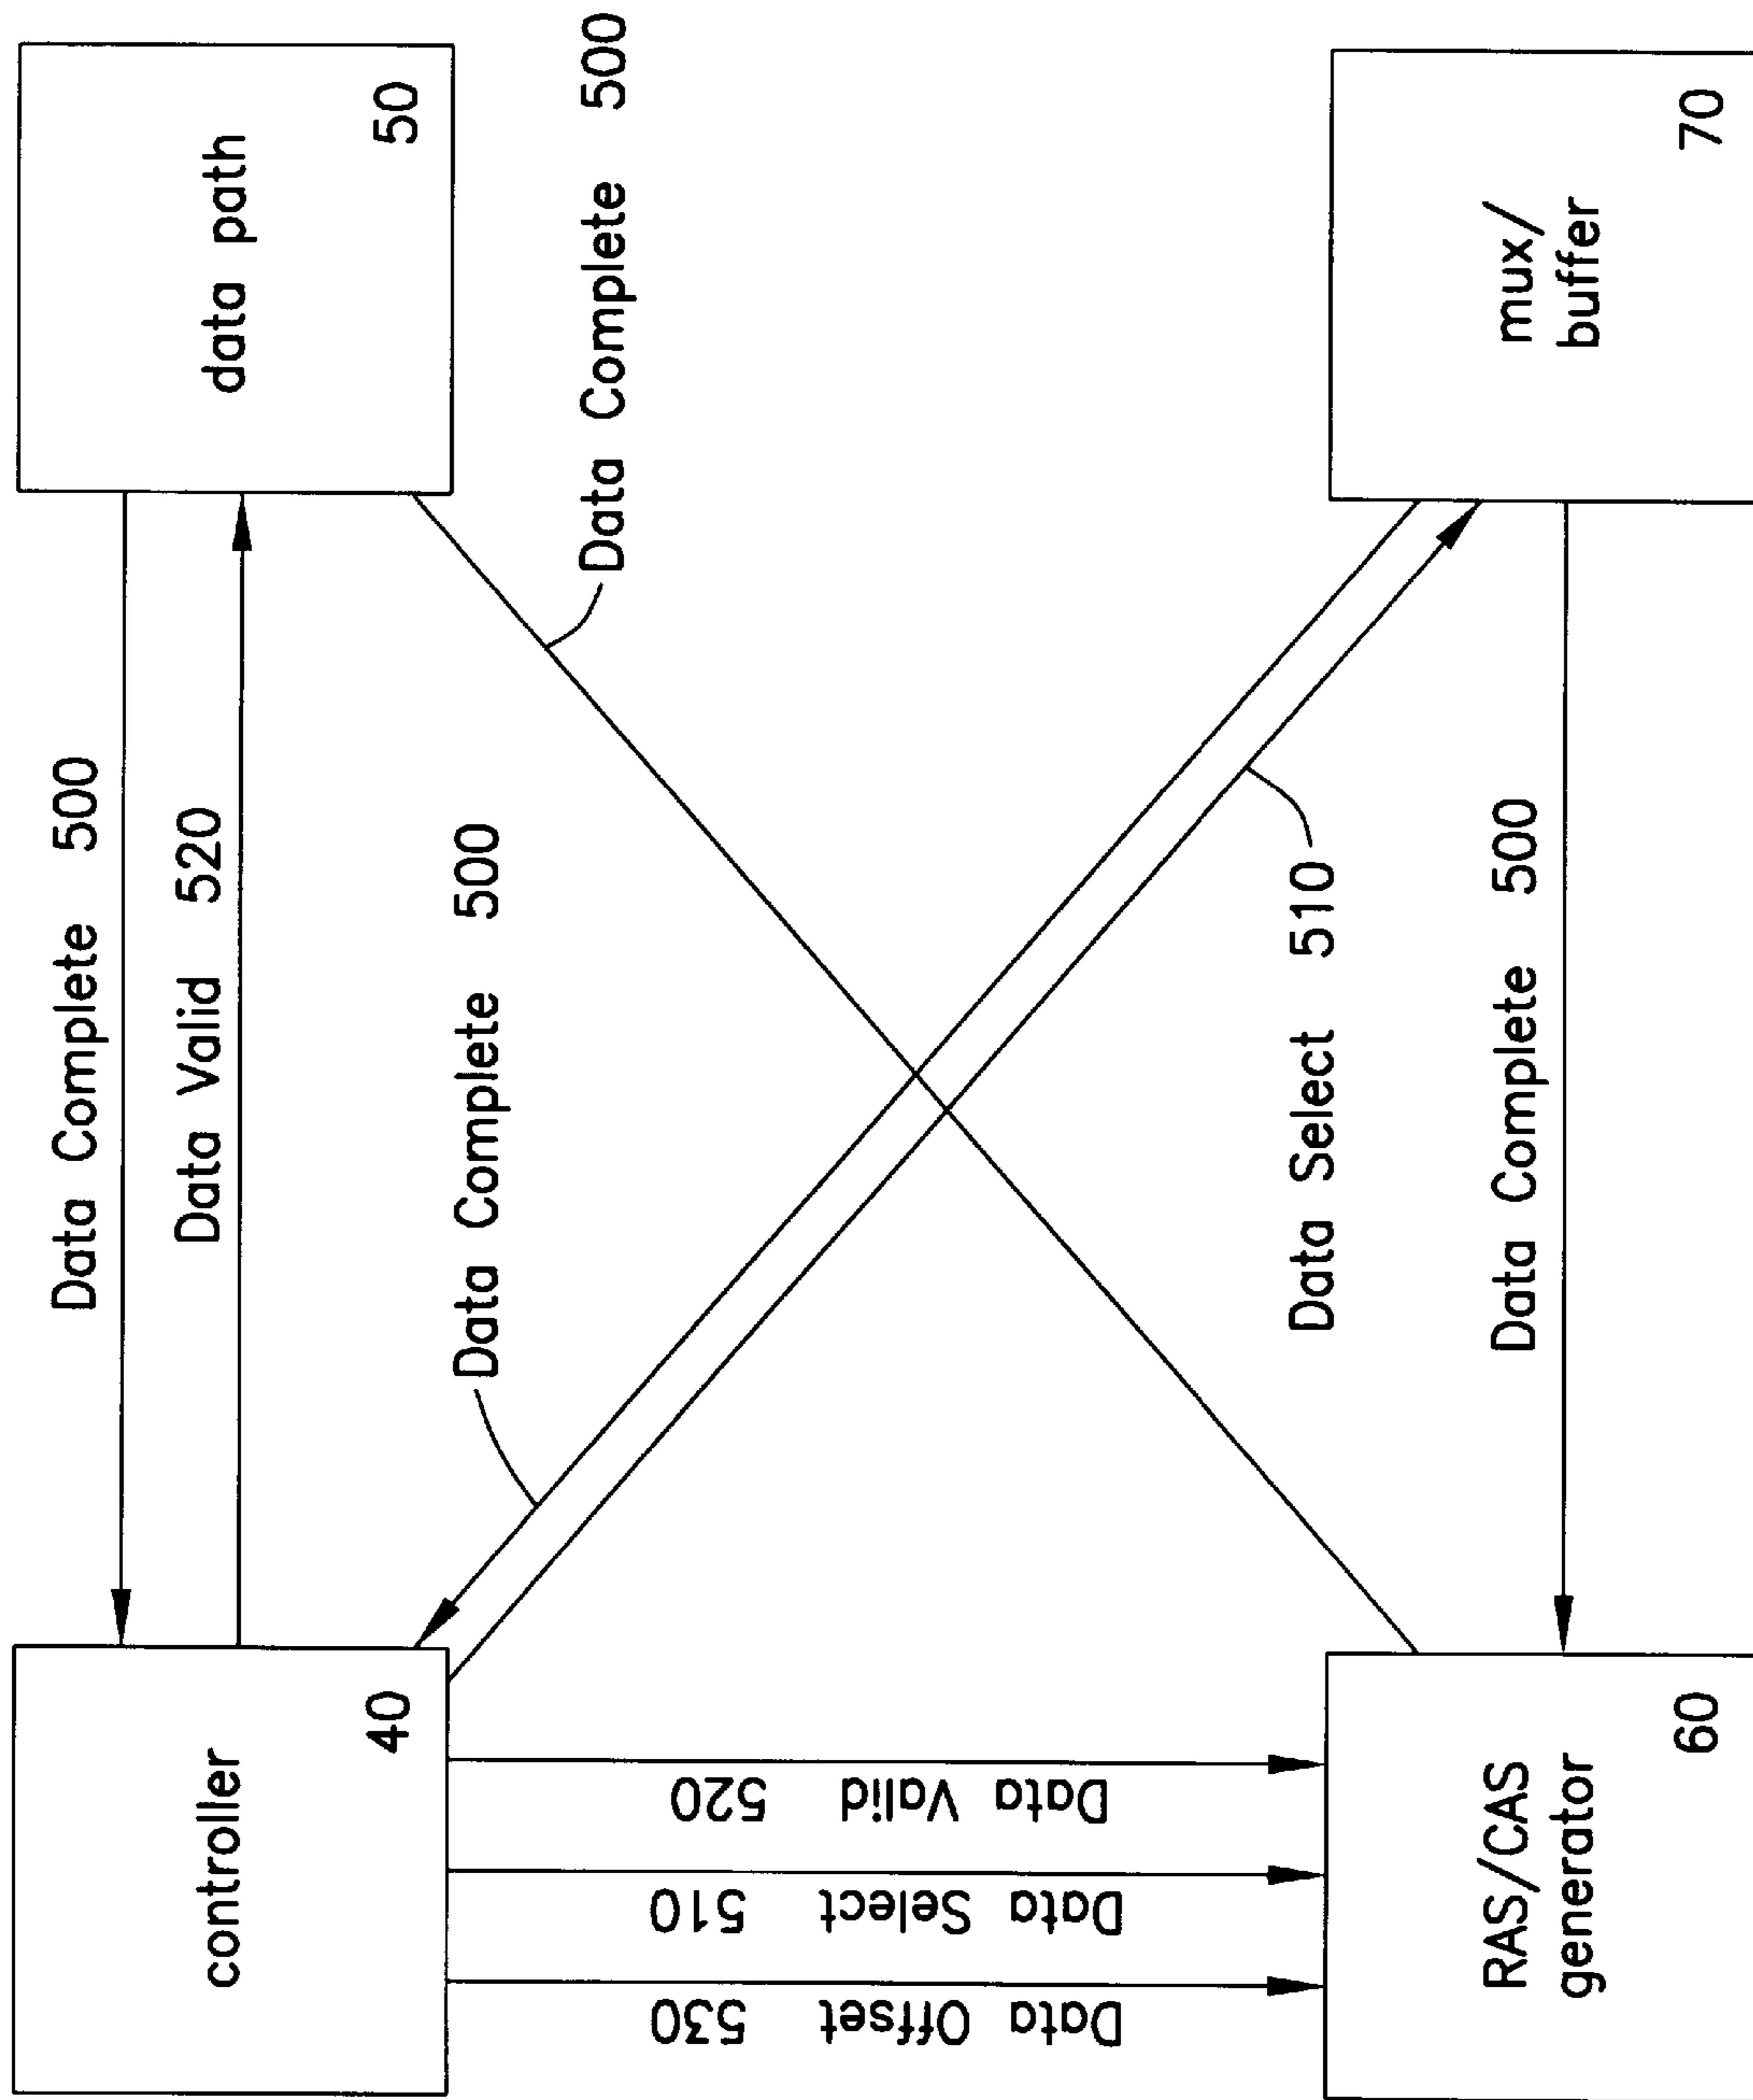 controller
40
data path
50
Data Complete 500
Data Valid 520
Data Complete 500
Data Complete 500
Data Offset 530
Data Select 510
Data Valid 520
Data Select 510
Data Complete 500
RAS/CAS
generator
60
mux/
buffer
70